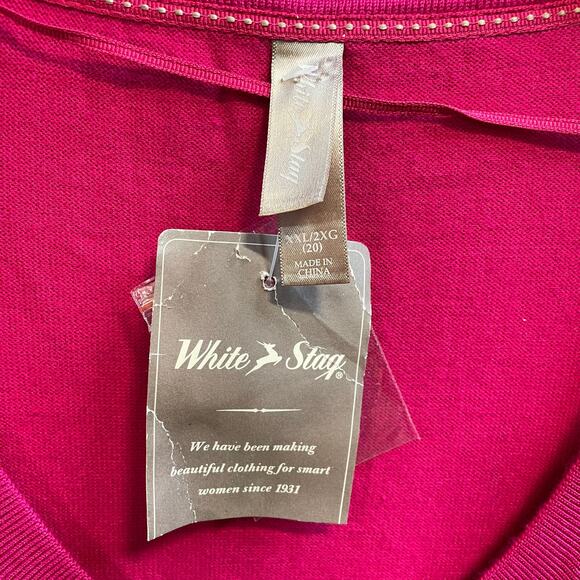 White Stag
XXL/2XG
(20)
MADE IN
CHINA
White Stag®
We have been making
beautiful clothing for smart
women since 1931